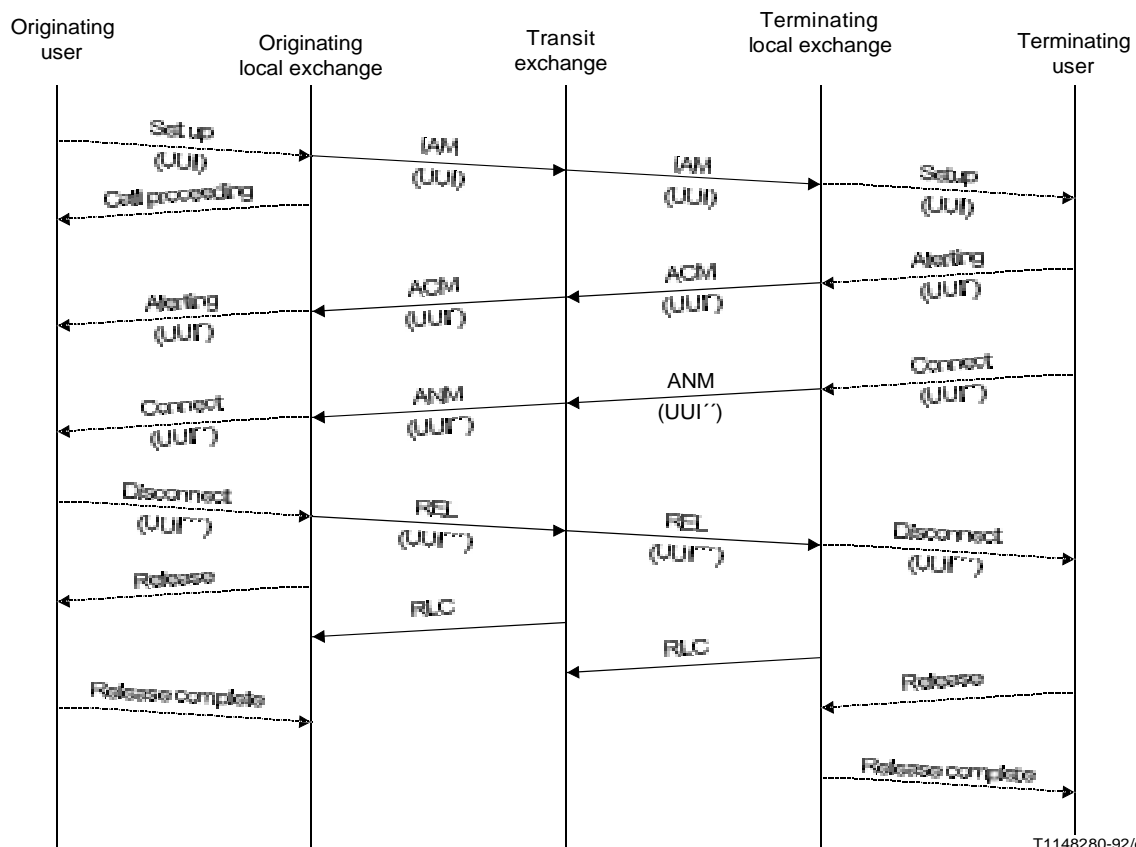 Originating
user
Originating
local exchange
Transit
exchange
Terminating
local exchange
Terminating
user
Set up
(UUI)
IAM
(UUI)
IAM
(UUI)
Setup
(UUI)
Call proceeding
Alerting
(UUI´)
ACM
(UUI´)
ACM
(UUI´)
Alerting
(UUI´)
Connect
(UUI´´)
ANM
(UUI´´)
ANM
(UUI´´)
Connect
(UUI´´)
Disconnect
(UUI´´´)
REL
(UUI´´´)
REL
(UUI´´´)
Disconnect
(UUI´´´)
Release
RLC
RLC
Release
Release complete
Release complete